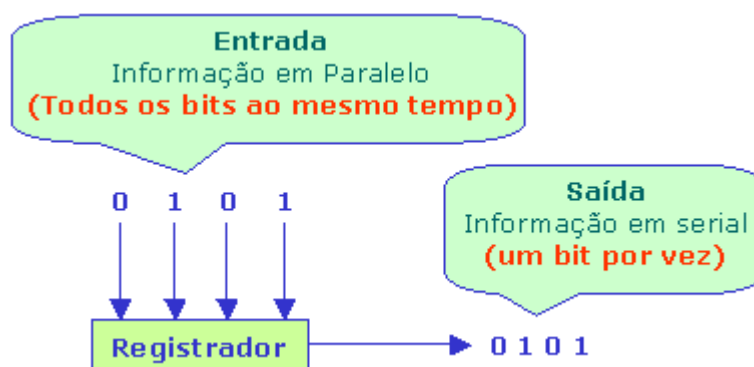 Entrada
Informação em Paralelo
(Todos os bits ao mesmo tempo)
0 1 0 1
Saída
Informação em serial
(um bit por vez)
Registrador
0 1 0 1